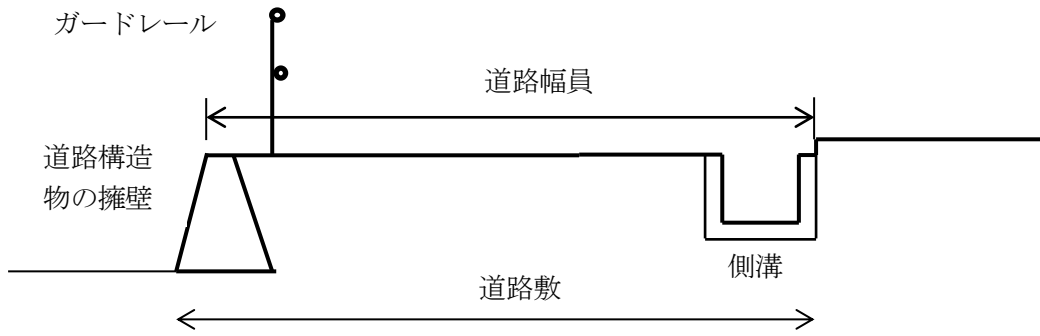 ガードレール
道路幅員
道路構造
物の擁壁
側溝
道路敷